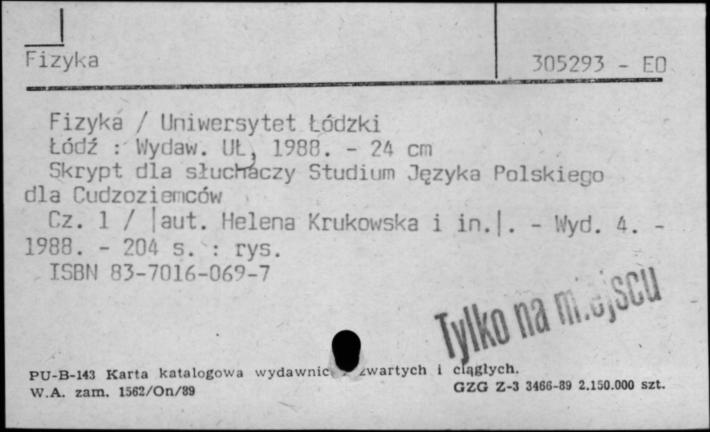 Fizyka
305293 - EO
Fizyka / Uniwersytet Łódzki
Łódź : Wydaw. UŁ, 1988. - 24 cm
Skrypt dla słuchaczy Studium Języka Polskiego
dla Cudzoziemców
Cz. 1 / |aut. Helena Krukowska i in.|. - Wyd. 4. -
1988. - 204 s. : rys.
ISBN 83-7016-069-7
Tylko na miejscu
PU-B-143 Karta katalogowa wydawnic zwartych i ciągłych.
W.A. zam. 1562/On/89
GZG Z-3 3466-89 2.150.000 szt.